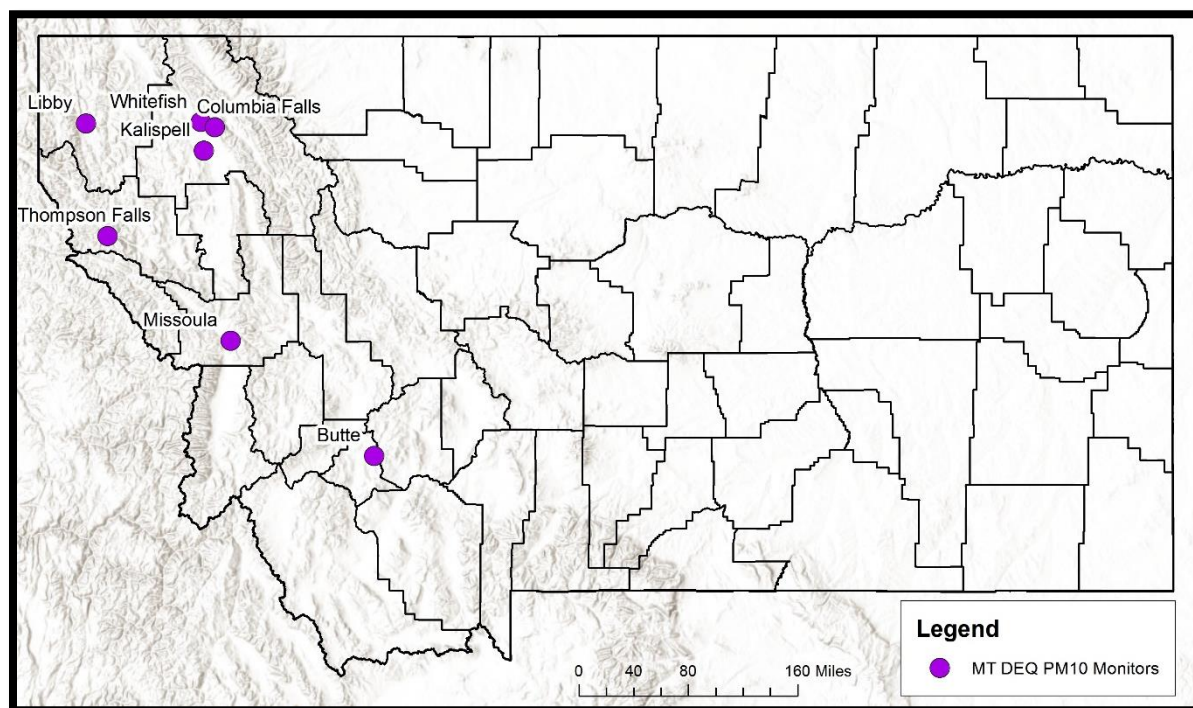 Libby
Whitefish
Columbia Falls
Kalispell
Thompson Falls
Missoula
Butte
Legend
MT DEQ PM10 Monitors
0 40 80 160 Miles